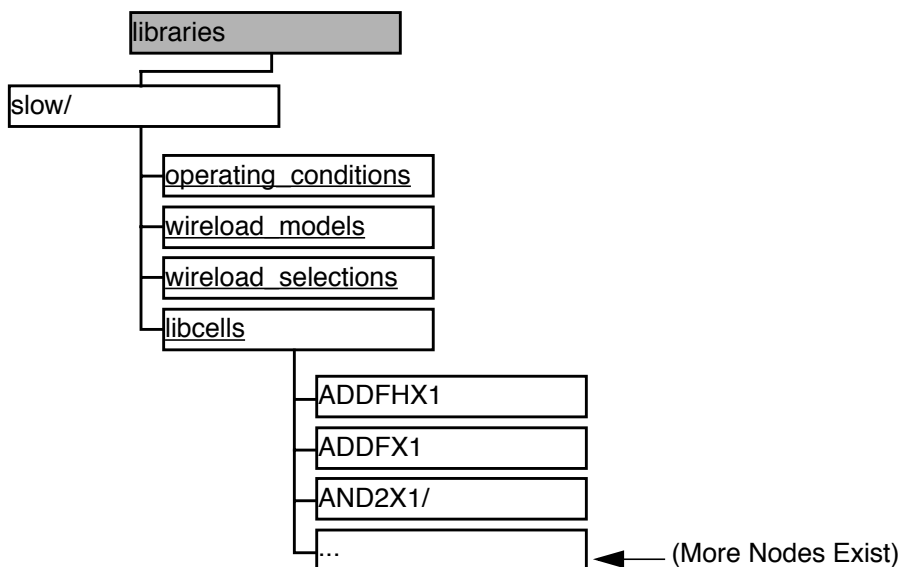 libraries
slow/
operating_conditions
wireload_models
wireload_selections
libcells
ADDFHX1
ADDFX1
AND2X1/
...
(More Nodes Exist)